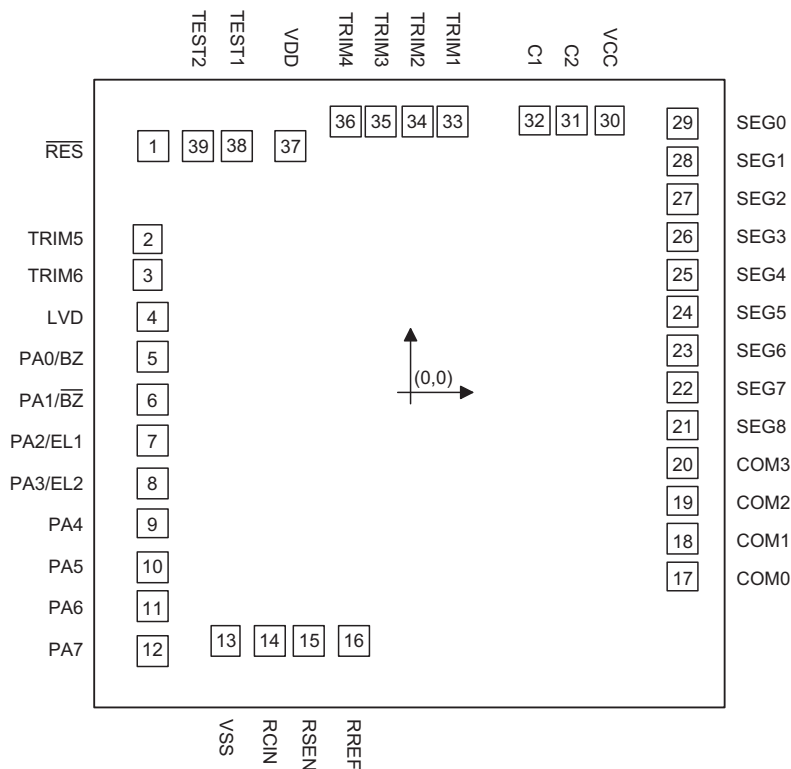 TEST2 TEST1 VDD TRIM4 TRIM3 TRIM2 TRIM1 C1 C2 VCC
36 35 34 33 32 31 30 29 SEG0
R̅E̅S̅ 1 39 38 37
28 SEG1
27 SEG2
TRIM5 2 26 SEG3
TRIM6 3 25 SEG4
LVD 4 24 SEG5
PA0/BZ 5 23 SEG6
(0,0)
22 SEG7
PA1/B̅Z̅ 6
21 SEG8
PA2/EL1 7
20 COM3
PA3/EL2 8
19 COM2
PA4 9
18 COM1
PA5 10 17 COM0
PA6 11
PA7 12 13 14 15 16
VSS RCIN RSEN RREF